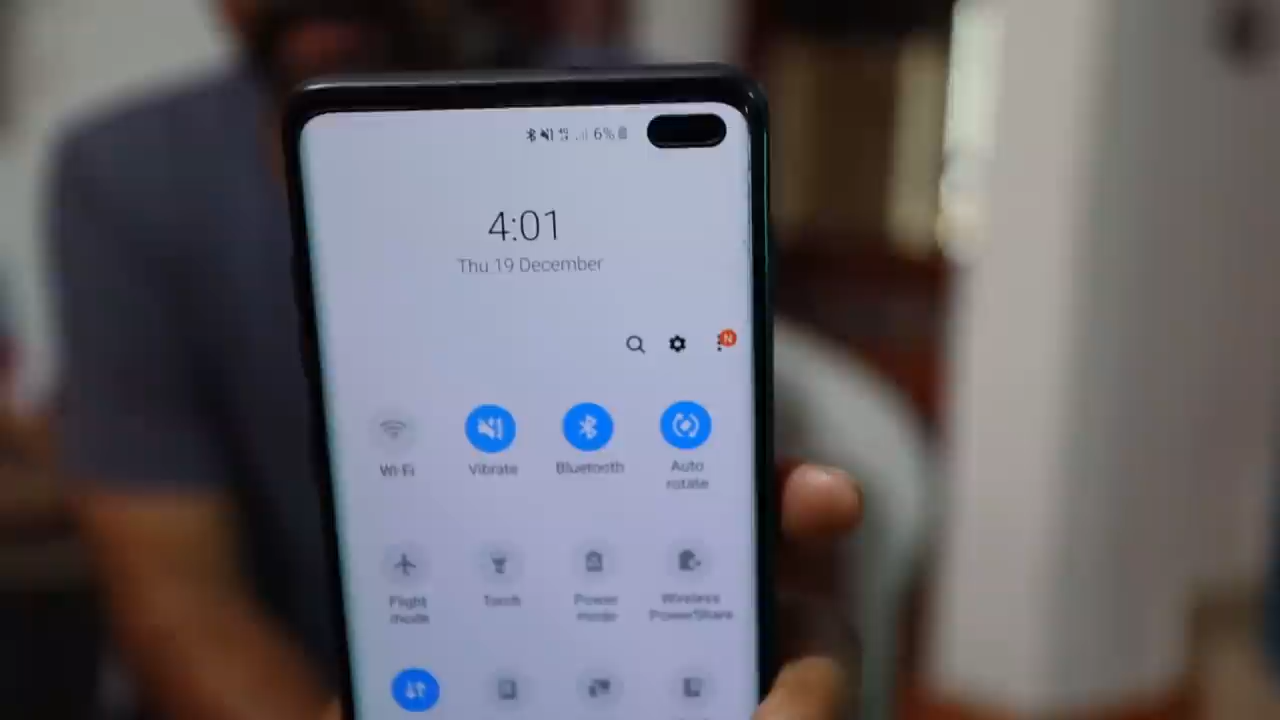 6%
4:01
Thu 19 December
N
Wi-Fi
Vibrate
Bluetooth
Auto
rotate
Flight
mode
Torch
Power
mode
Wireless
PowerShare